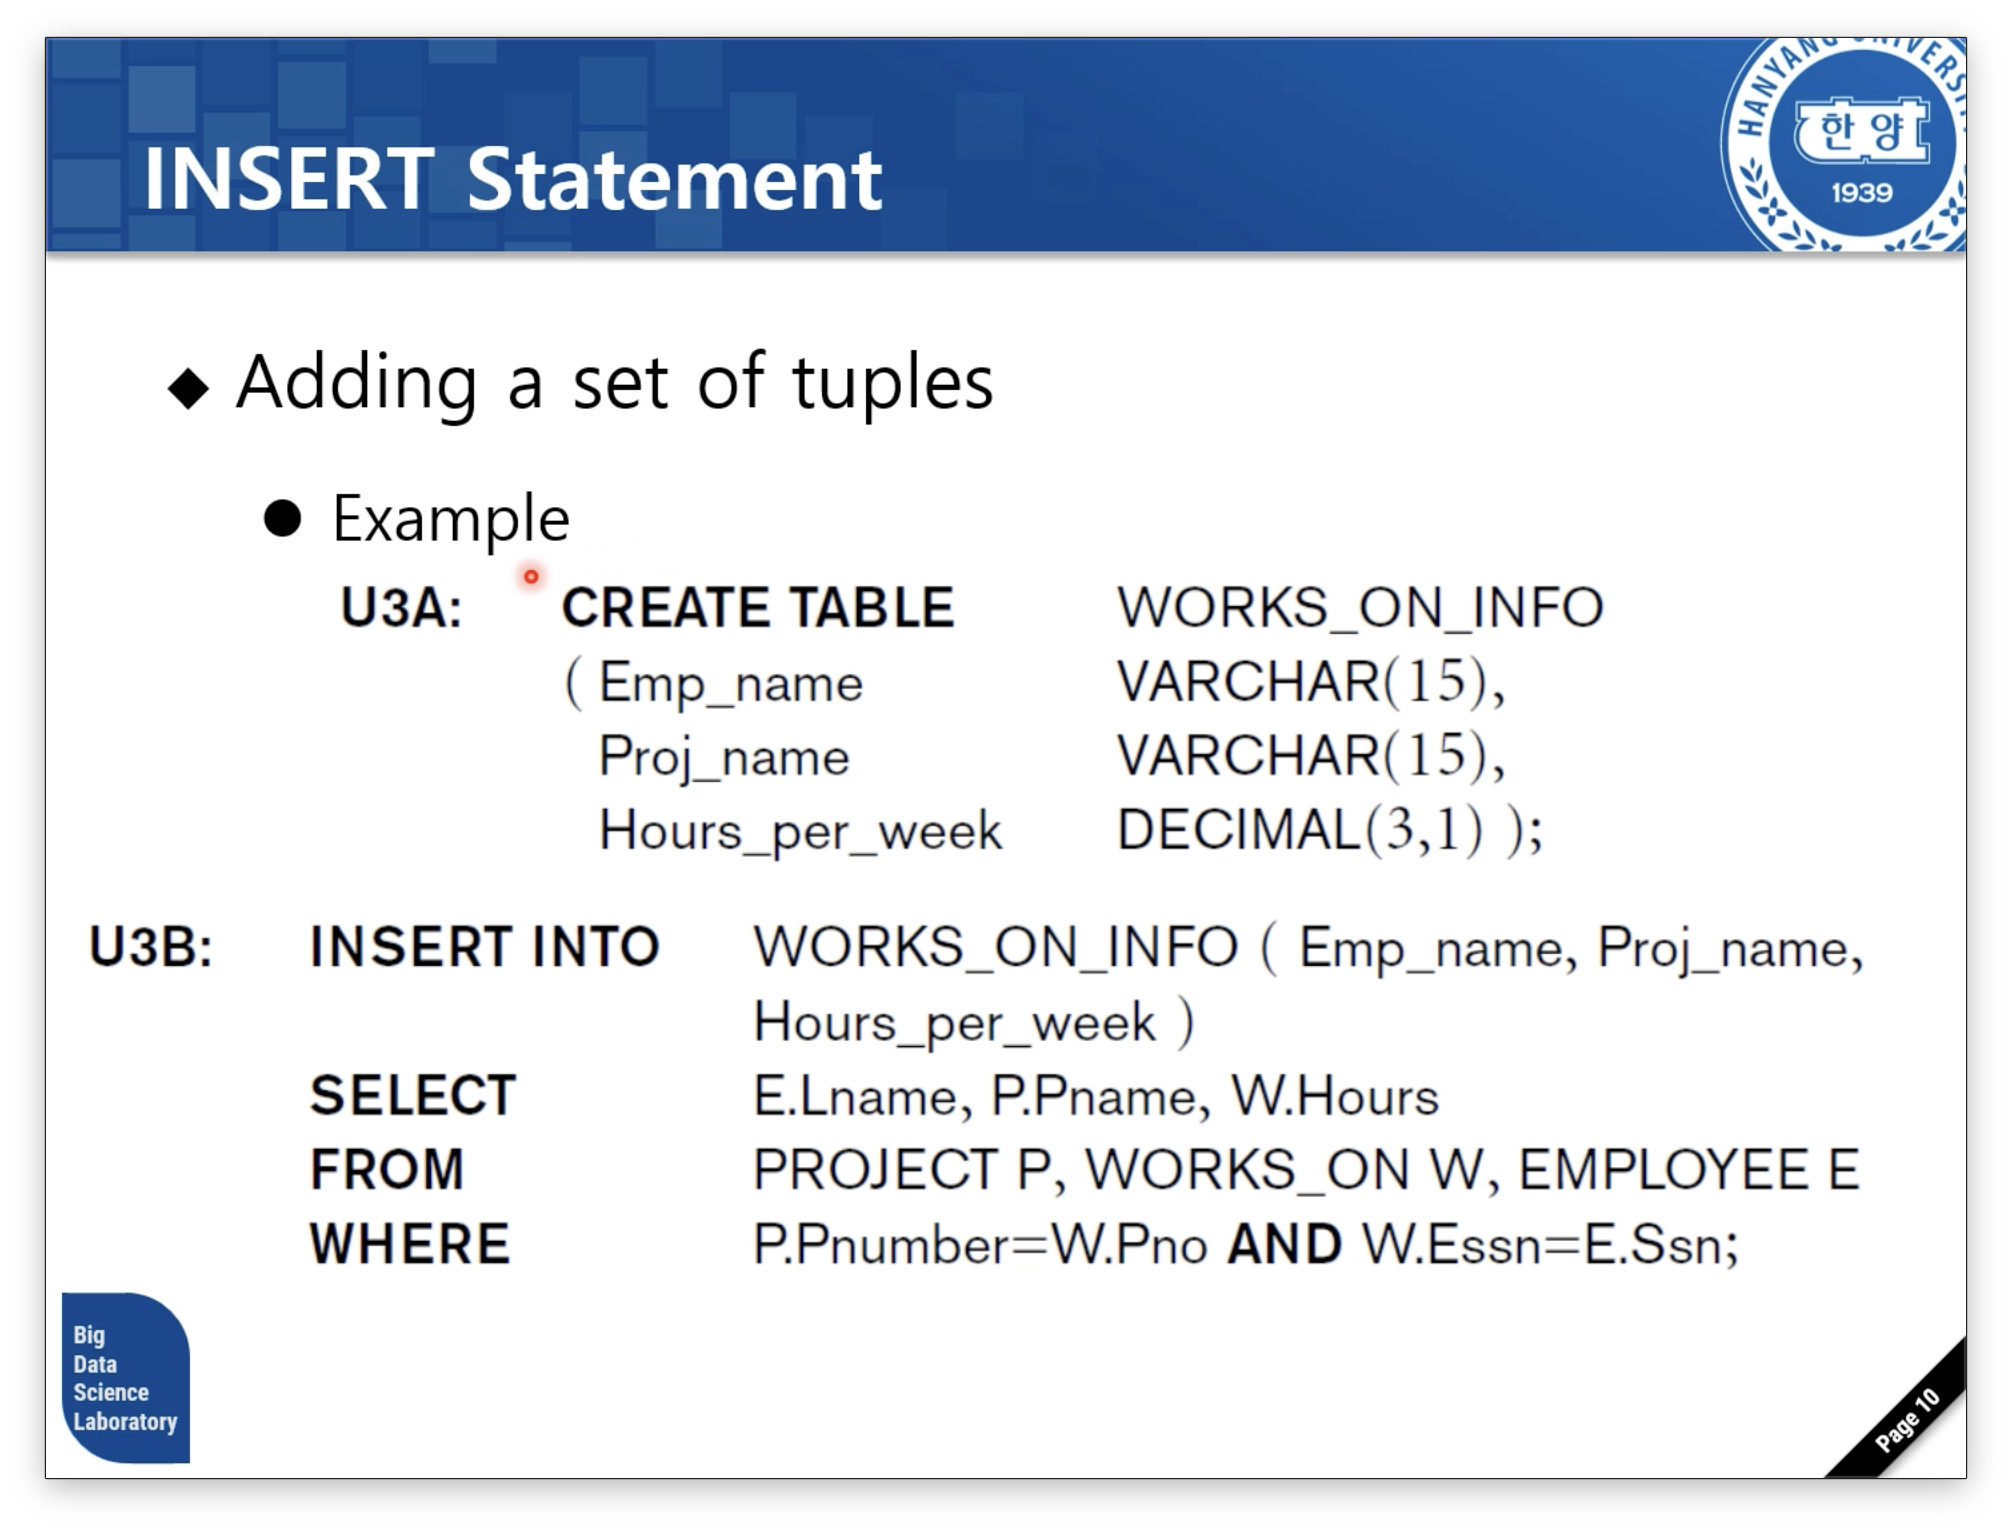 INSERT Statement
HANYANG UNIVERSIT
한양
1939
◆ Adding a set of tuples
● Example
U3A: CREATE TABLE WORKS_ON_INFO
( Emp_name VARCHAR(15),
Proj_name VARCHAR(15),
Hours_per_week DECIMAL(3,1) );
U3B: INSERT INTO WORKS_ON_INFO ( Emp_name, Proj_name,
Hours_per_week )
SELECT E.Lname, P.Pname, W.Hours
FROM PROJECT P, WORKS_ON W, EMPLOYEE E
WHERE P.Pnumber=W.Pno AND W.Essn=E.Ssn;
Big
Data
Science
Laboratory
Page 10